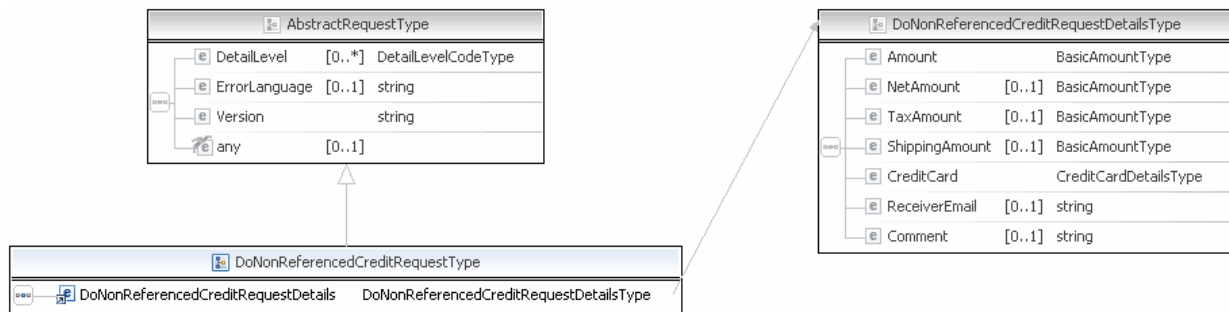 AbstractRequestType
DetailLevel [0..*] DetailLevelCodeType
ErrorLanguage [0..1] string
Version string
any [0..1]
DoNonReferencedCreditRequestDetailsType
Amount BasicAmountType
NetAmount [0..1] BasicAmountType
TaxAmount [0..1] BasicAmountType
ShippingAmount [0..1] BasicAmountType
CreditCard CreditCardDetailsType
ReceiverEmail [0..1] string
Comment [0..1] string
DoNonReferencedCreditRequestType
DoNonReferencedCreditRequestDetails DoNonReferencedCreditRequestDetailsType